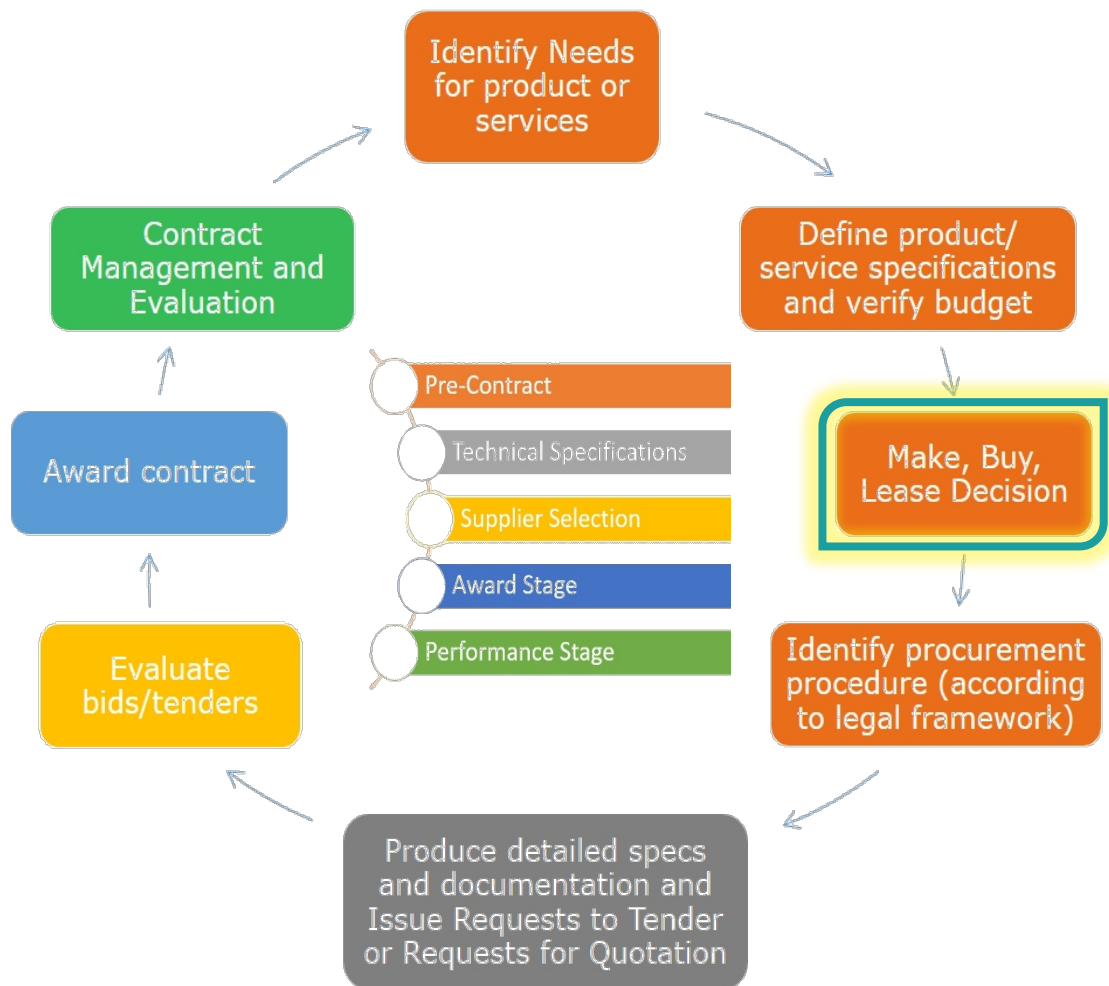 Identify Needs
for product or
services
Define product/
service specifications
and verify budget
Make, Buy,
Lease Decision
Identify procurement
procedure (according
to legal framework)
Produce detailed specs
and documentation and
Issue Requests to Tender
or Requests for Quotation
Evaluate
bids/tenders
Award contract
Contract
Management and
Evaluation
Pre-Contract
Technical Specifications
Supplier Selection
Award Stage
Performance Stage